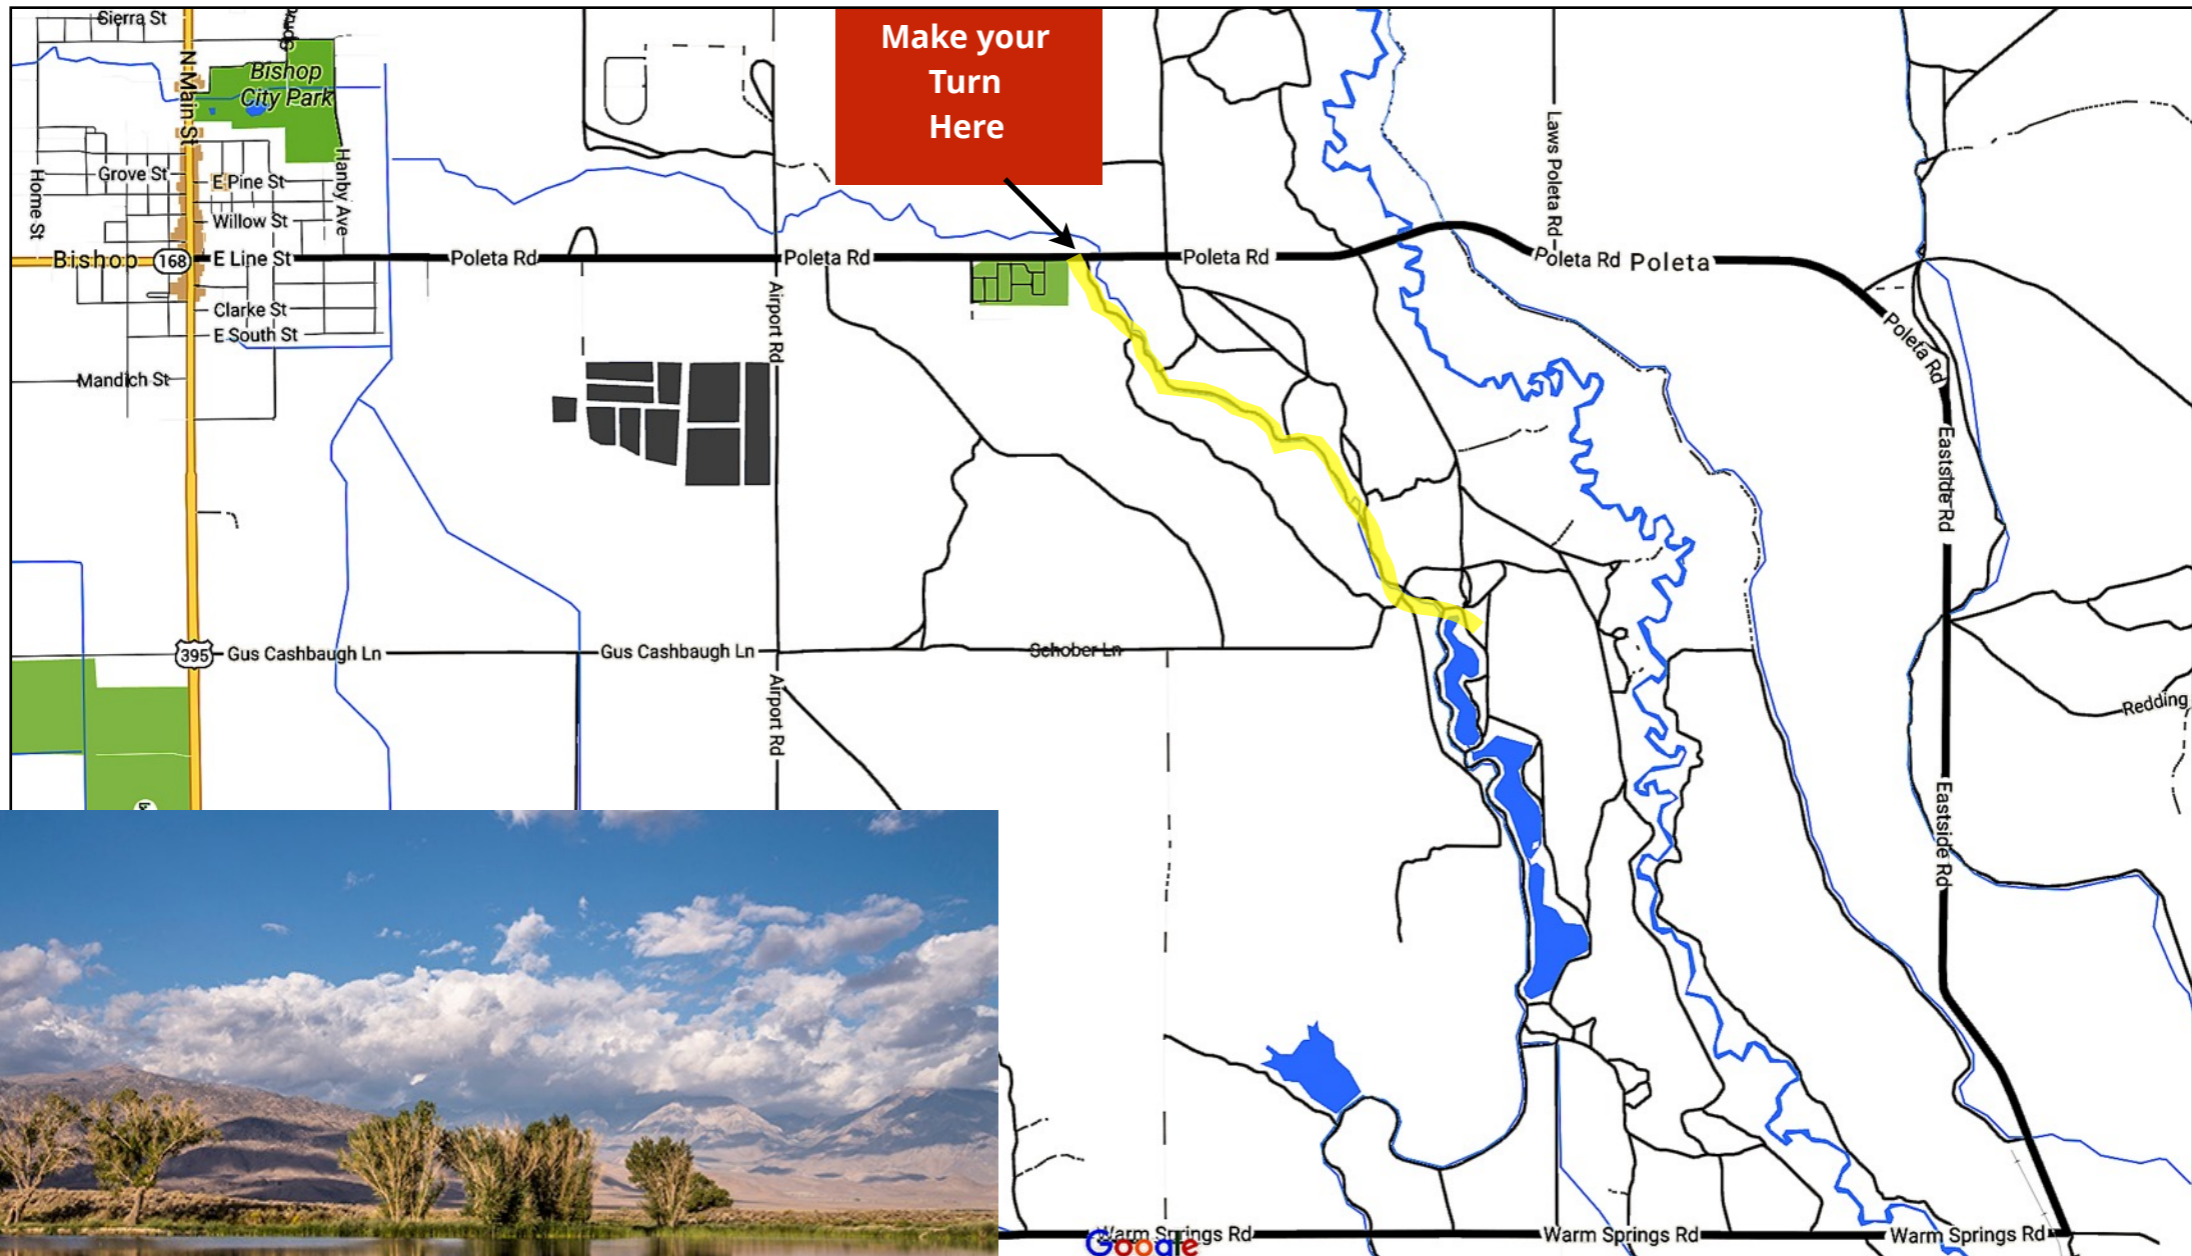 Sierra St
N Main St
Bishop
City Park
Make your
Turn
Here
Home St
Grove St
E Pine St
Hanby Ave
Willow St
Laws Poleta Rd
Bishop
168
E Line St
Poleta Rd
Poleta Rd
Poleta Rd
Poleta Rd
Poleta
Clarke St
E South St
Airport Rd
Poleta Rd
Mandich St
Eastside Rd
395
Gus Cashbaugh Ln
Gus Cashbaugh Ln
Schober Ln
Airport Rd
Redding
Eastside Rd
Warm Springs Rd
Warm Springs Rd
Warm Springs Rd
Google